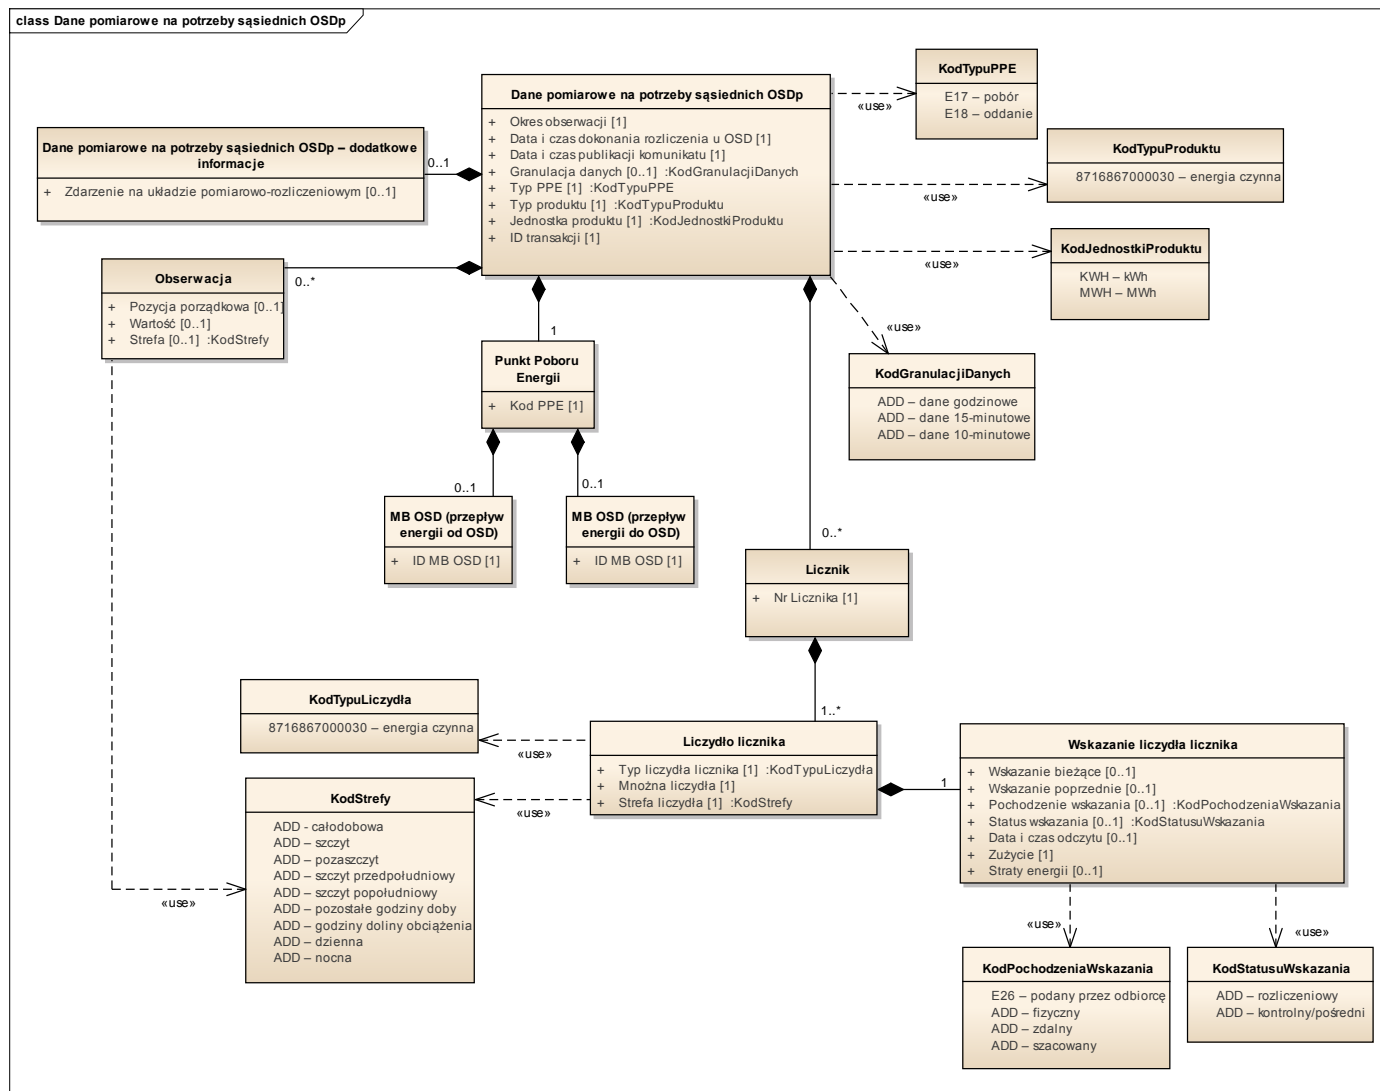 class Dane pomiarowe na potrzeby sąsiednich OSDp
KodTypuPPE
E17 – pobór
E18 – oddanie
Dane pomiarowe na potrzeby sąsiednich OSDp
+ Okres obserwacji [1]
+ Data i czas dokonania rozliczenia u OSD [1]
+ Data i czas publikacji komunikatu [1]
+ Granulacja danych [0..1] :KodGranulacjiDanych
+ Typ PPE [1] :KodTypuPPE
+ Typ produktu [1] :KodTypuProduktu
+ Jednostka produktu [1] :KodJednostkiProduktu
+ ID transakcji [1]
«use»
Dane pomiarowe na potrzeby sąsiednich OSDp – dodatkowe
informacje
+ Zdarzenie na układzie pomiarowo-rozliczeniowym [0..1]
0..1
KodTypuProduktu
8716867000030 – energia czynna
«use»
KodJednostkiProduktu
KWH – kWh
MWH – MWh
«use»
Obserwacja
+ Pozycja porządkowa [0..1]
+ Wartość [0..1]
+ Strefa [0..1] :KodStrefy
0..*
1
«use»
Punkt Poboru
Energii
+ Kod PPE [1]
KodGranulacjiDanych
ADD – dane godzinowe
ADD – dane 15-minutowe
ADD – dane 10-minutowe
0..1
0..1
MB OSD (przepływ
energii od OSD)
+ ID MB OSD [1]
MB OSD (przepływ
energii do OSD)
+ ID MB OSD [1]
0..*
Licznik
+ Nr Licznika [1]
1..*
KodTypuLiczydła
8716867000030 – energia czynna
«use»
Liczydło licznika
+ Typ liczydła licznika [1] :KodTypuLiczydła
+ Mnożna liczydła [1]
+ Strefa liczydła [1] :KodStrefy
1
Wskazanie liczydła licznika
+ Wskazanie bieżące [0..1]
+ Wskazanie poprzednie [0..1]
+ Pochodzenie wskazania [0..1] :KodPochodzeniaWskazania
+ Status wskazania [0..1] :KodStatusuWskazania
+ Data i czas odczytu [0..1]
+ Zużycie [1]
+ Straty energii [0..1]
KodStrefy
ADD - całodobowa
ADD – szczyt
ADD – pozaszczyt
ADD – szczyt przedpołudniowy
ADD – szczyt popołudniowy
ADD – pozostałe godziny doby
ADD – godziny doliny obciążenia
ADD – dzienna
ADD – nocna
«use»
«use»
«use»
«use»
KodPochodzeniaWskazania
E26 – podany przez odbiorcę
ADD – fizyczny
ADD – zdalny
ADD – szacowany
KodStatusuWskazania
ADD – rozliczeniowy
ADD – kontrolny/pośredni